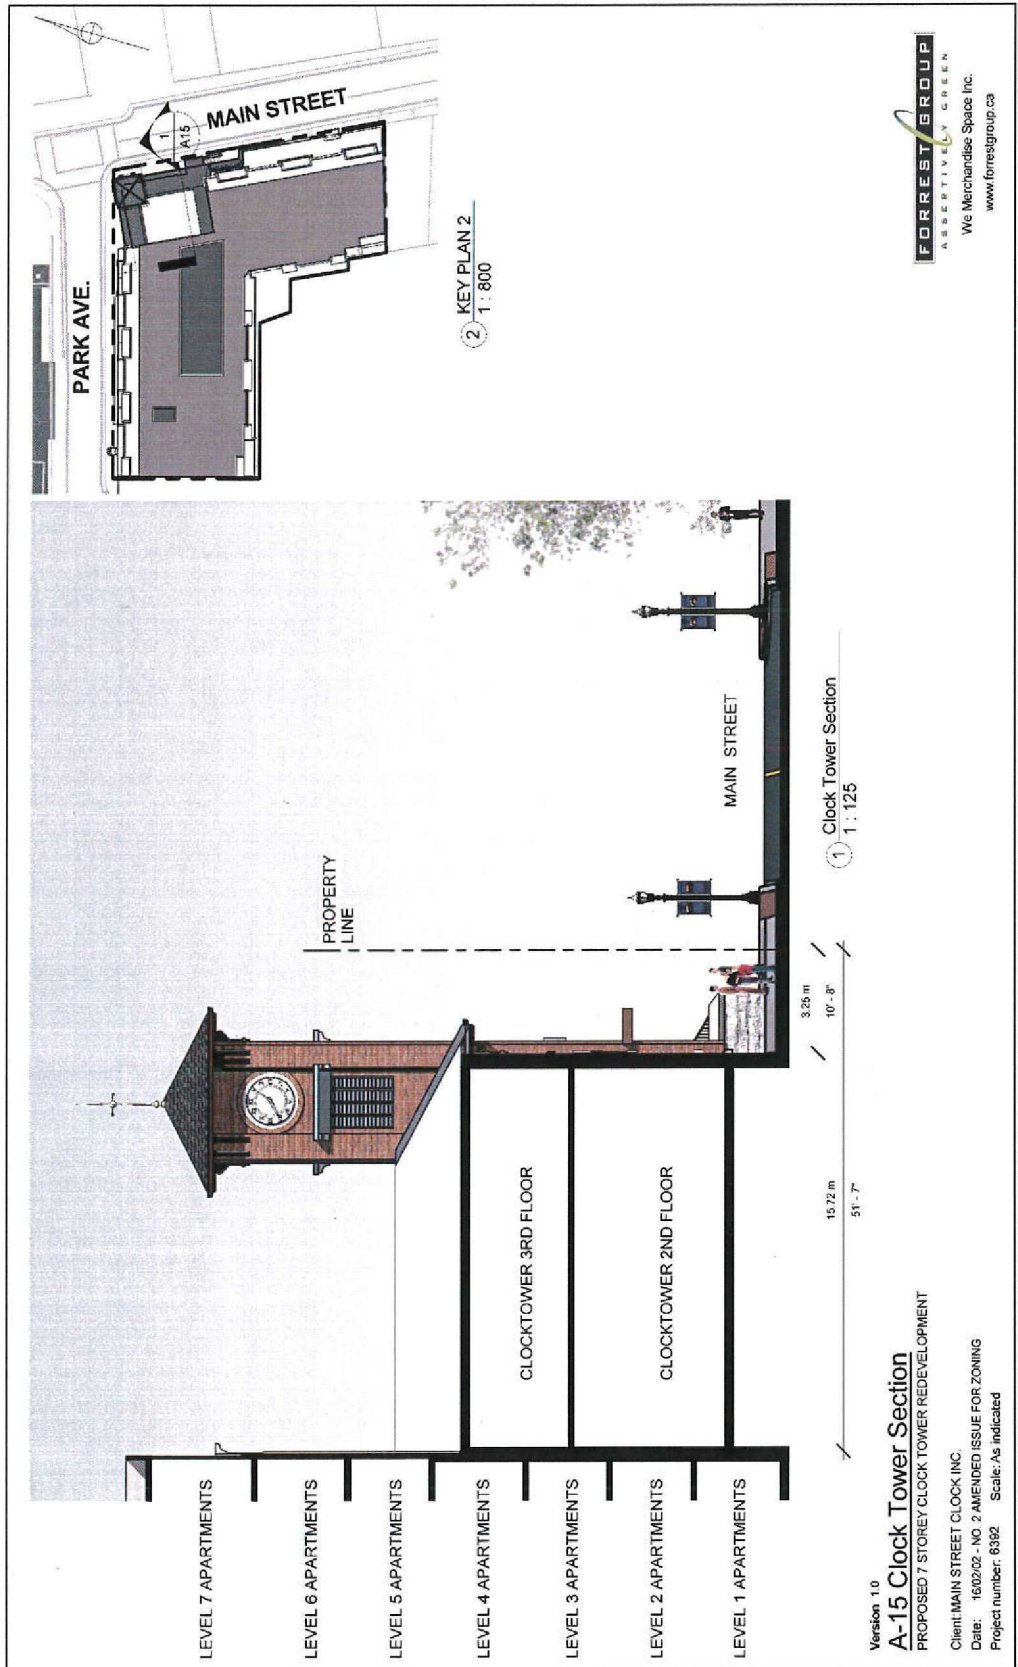 LEVEL 7 APARTMENTS
LEVEL 6 APARTMENTS
LEVEL 5 APARTMENTS
LEVEL 4 APARTMENTS
LEVEL 3 APARTMENTS
LEVEL 2 APARTMENTS
LEVEL 1 APARTMENTS
CLOCKTOWER 3RD FLOOR
CLOCKTOWER 2ND FLOOR
PROPERTY
LINE
MAIN STREET
3.25 m
10' - 8"
15.72 m
51' - 7"
1
Clock Tower Section
1 : 125
PARK AVE.
MAIN STREET
1
A15
2
KEY PLAN 2
1 : 800
Version 1.0
A-15 Clock Tower Section
PROPOSED 7 STOREY CLOCK TOWER REDEVELOPMENT
Client:MAIN STREET CLOCK INC.
Date: 16/02/02 - NO. 2 AMENDED ISSUE FOR ZONING
Project number: 6392 Scale: As indicated
FORREST GROUP
ASSERTIVELY GREEN
We Merchandise Space Inc.
www.forrestgroup.ca